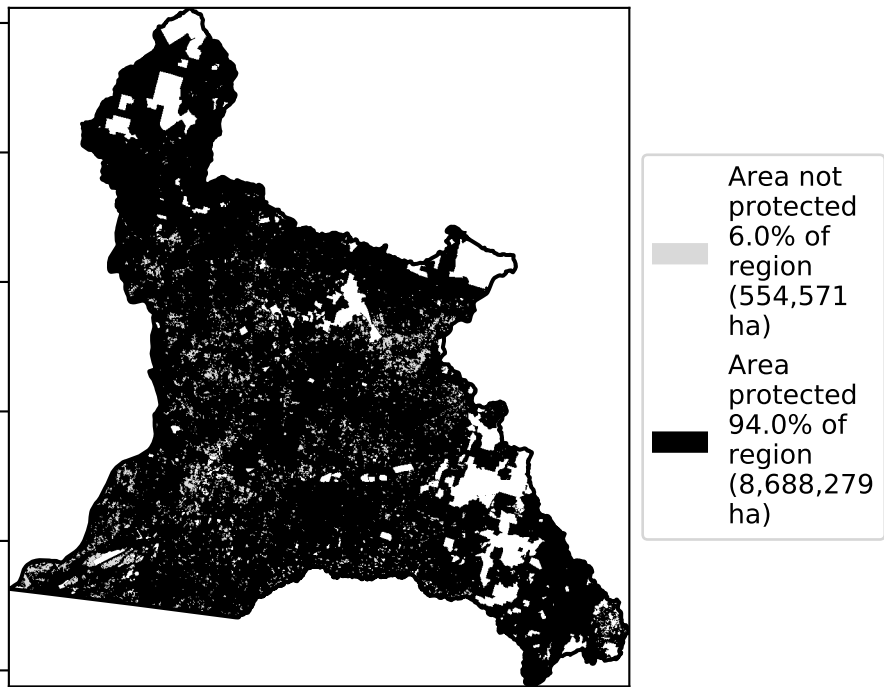 Area not
protected
6.0% of
region
(554,571
ha)
Area
protected
94.0% of
region
(8,688,279
ha)